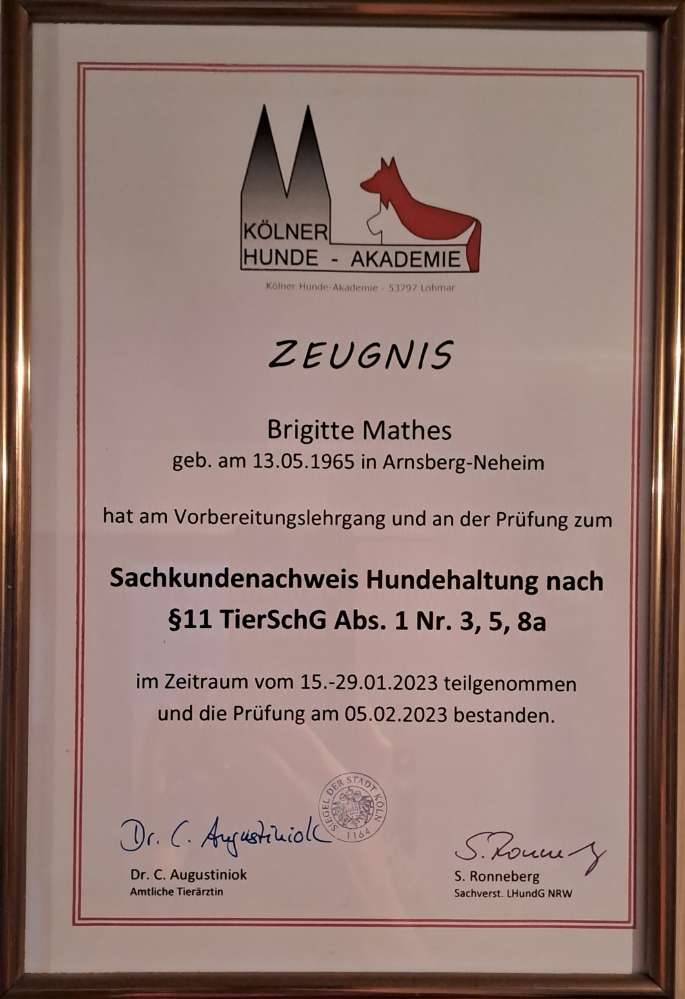 KÖLNER
HUNDE - AKADEMIE
Kölner Hunde-Akademie - 53797 Lohmar
ZEUGNIS
Brigitte Mathes
geb. am 13.05.1965 in Arnsberg-Neheim
hat am Vorbereitungslehrgang und an der Prüfung zum
Sachkundenachweis Hundehaltung nach
§11 TierSchG Abs. 1 Nr. 3, 5, 8a
im Zeitraum vom 15.-29.01.2023 teilgenommen
und die Prüfung am 05.02.2023 bestanden.
SIEGEL DER STADT KÖLN
1164
Dr. C. Augustiniok
S. Ronneberg
Dr. C. Augustiniok
Amtliche Tierärztin
S. Ronneberg
Sachverst. LHundG NRW